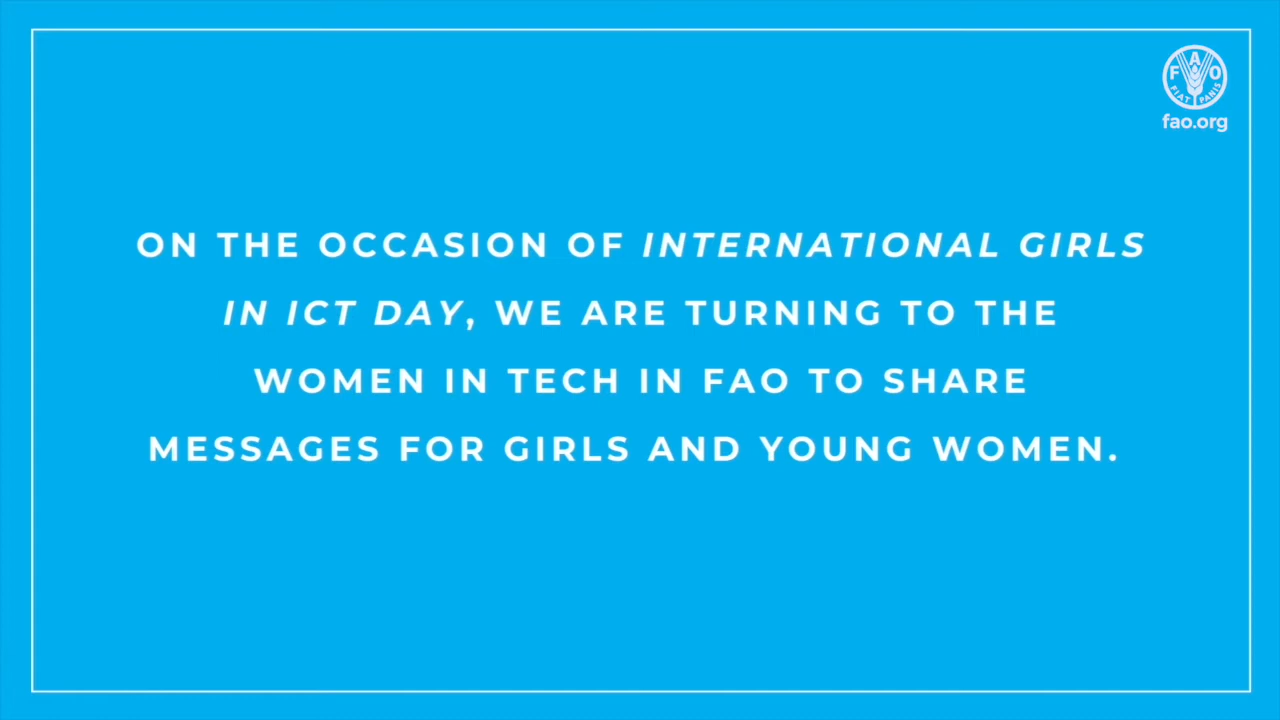 F A O
FIAT PANIS
fao.org
ON THE OCCASION OF INTERNATIONAL GIRLS
IN ICT DAY, WE ARE TURNING TO THE
WOMEN IN TECH IN FAO TO SHARE
MESSAGES FOR GIRLS AND YOUNG WOMEN.